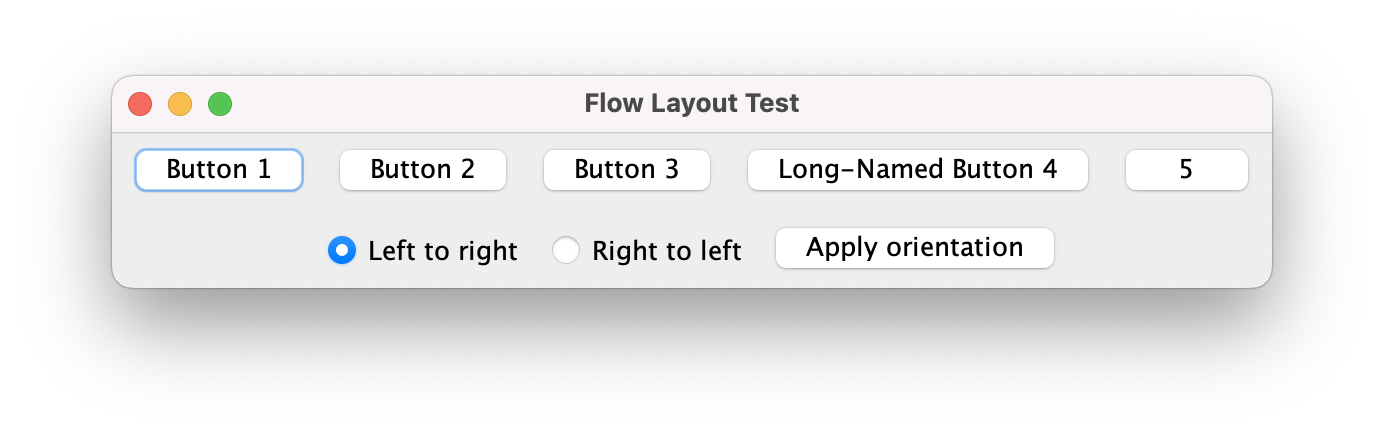 Flow Layout Test
Button 1 Button 2 Button 3 Long-Named Button 4 5
Left to right Right to left Apply orientation